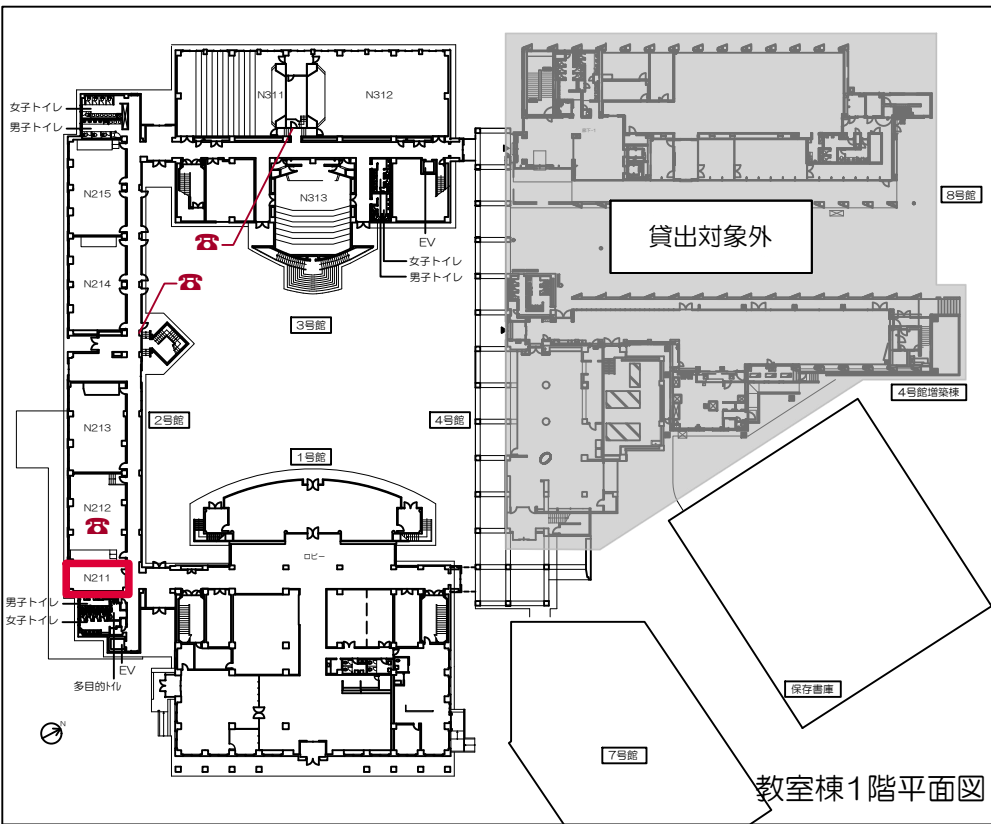 女子トイレ
男子トイレ
N311
N312
N215
N313
EV
女子トイレ
男子トイレ
N214
3号館
貸出対象外
8号館
2号館
4号館
4号館増築棟
N213
1号館
N212
ロビー
N211
男子トイレ
女子トイレ
EV
多目的トイレ
N
保存書庫
7号館
教室棟1階平面図